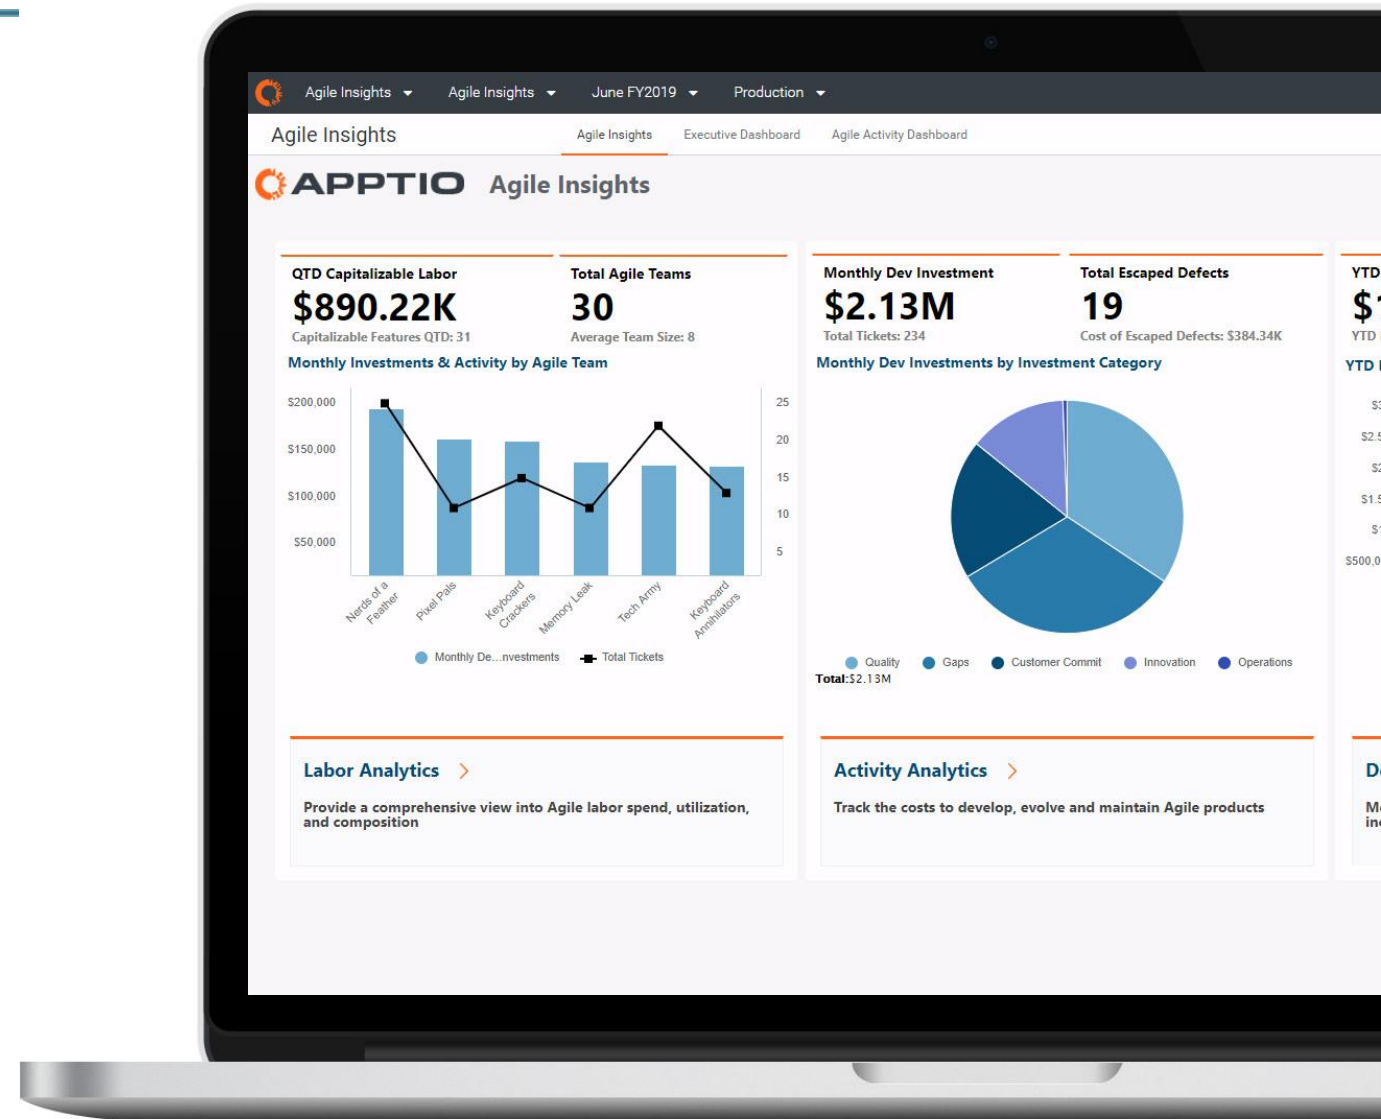 Agile Insights Agile Insights June FY2019 Production
Agile Insights Agile Insights Executive Dashboard Agile Activity Dashboard
APPTIO Agile Insights
QTD Capitalizable Labor
$890.22K
Capitalizable Features QTD: 31
Total Agile Teams
30
Average Team Size: 8
Monthly Investments & Activity by Agile Team
$200,000
$150,000
$100,000
$50,000
25
20
15
10
5
Nerds of a
Feather
Pixel Pals
Keyboard
Crackers
Memory Leak
Tech Army
Keyboard
Annihilators
Monthly De...nvestments Total Tickets
Monthly Dev Investment
$2.13M
Total Tickets: 234
Total Escaped Defects
19
Cost of Escaped Defects: $384.34K
Monthly Dev Investments by Investment Category
Quality Gaps Customer Commit Innovation Operations
Total:$2.13M
YTD
YTD
YTD
$2.5
$1.5
$500,0
Labor Analytics
Provide a comprehensive view into Agile labor spend, utilization,
and composition
Activity Analytics
Track the costs to develop, evolve and maintain Agile products